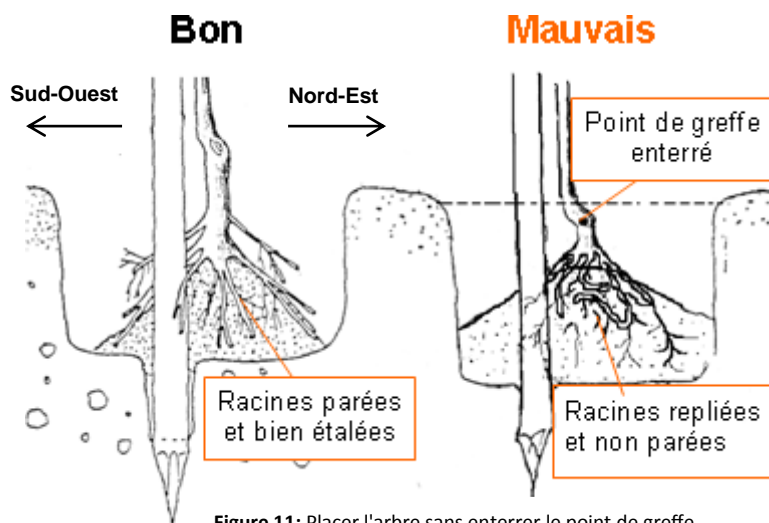 Bon
Mauvais
Sud-Ouest
Nord-Est
Point de greffe
enterré
Racines parées
et bien étalées
Racines repliées
et non parées
Figure 11: Placer l'arbre sans enterrer le point de greffe